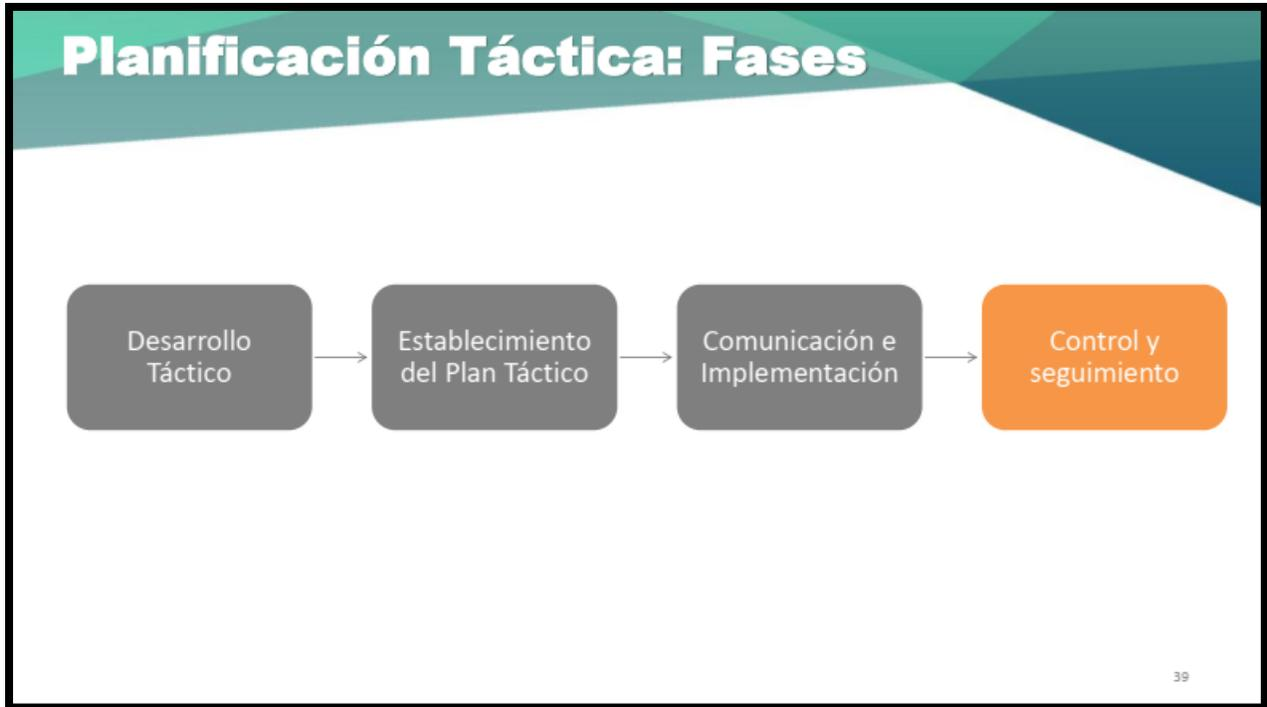 Planificación Táctica: Fases
Desarrollo
Táctico
Establecimiento
del Plan Táctico
Comunicación e
Implementación
Control y
seguimiento
39